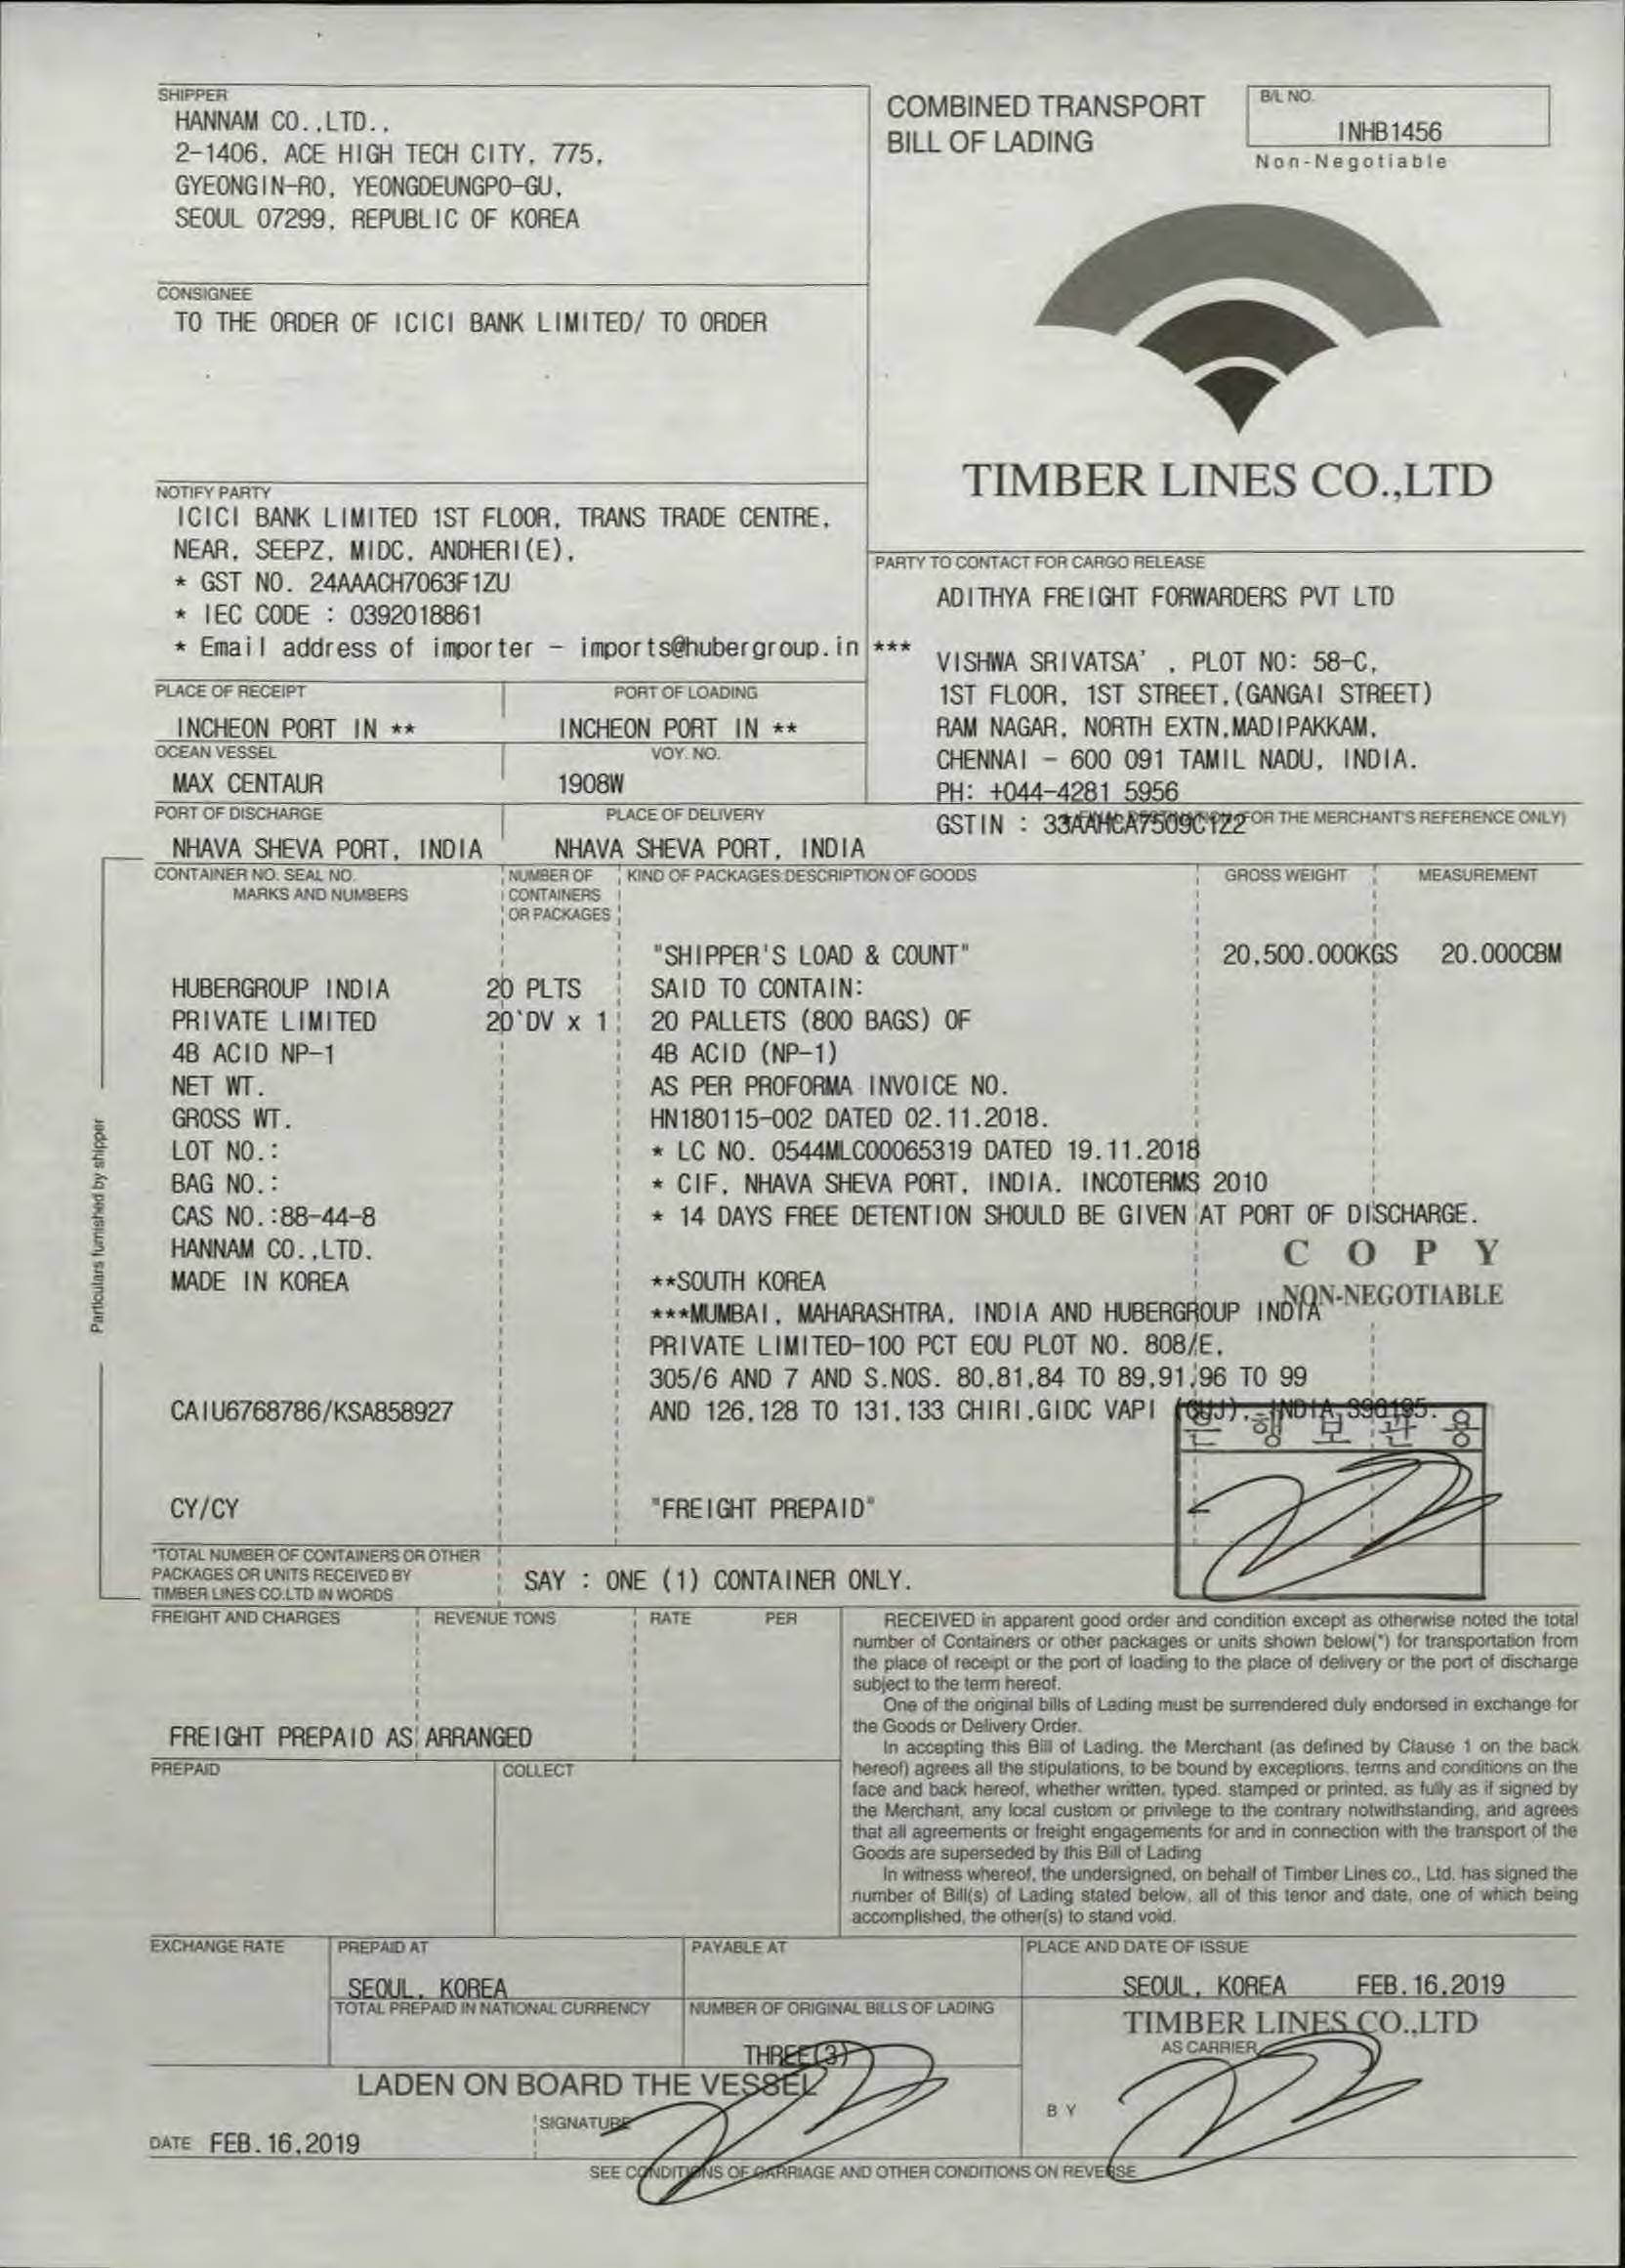 SHIPPER
HANNAM CO.,LTD.,
2-1406, ACE HIGH TECH CITY, 775,
GYEONGIN-RO, YEONGDEUNGPO-GU,
SEOUL 07299, REPUBLIC OF KOREA
COMBINED TRANSPORT
BILL OF LADING
B/L NO.
INHB1456
Non-Negotiable
CONSIGNEE
TO THE ORDER OF ICICI BANK LIMITED/ TO ORDER
TIMBER LINES CO.,LTD
NOTIFY PARTY
ICICI BANK LIMITED 1ST FLOOR, TRANS TRADE CENTRE,
NEAR, SEEPZ, MIDC, ANDHERI(E),
* GST NO. 24AAACH7063F1ZU
* IEC CODE : 0392018861
* Email address of importer - imports@hubergroup.in ***
PARTY TO CONTACT FOR CARGO RELEASE
ADITHYA FREIGHT FORWARDERS PVT LTD
VISHWA SRIVATSA' , PLOT NO: 58-C,
1ST FLOOR, 1ST STREET,(GANGAI STREET)
RAM NAGAR, NORTH EXTN,MADIPAKKAM,
CHENNAI - 600 091 TAMIL NADU, INDIA.
PH: +044-4281 5956
GSTIN : 33AAHCA7509C1Z2
FOR THE MERCHANT'S REFERENCE ONLY)
PLACE OF RECEIPT
PORT OF LOADING
INCHEON PORT IN **
INCHEON PORT IN **
OCEAN VESSEL
VOY. NO.
MAX CENTAUR
1908W
PORT OF DISCHARGE
PLACE OF DELIVERY
NHAVA SHEVA PORT, INDIA
NHAVA SHEVA PORT, INDIA
CONTAINER NO. SEAL NO.
MARKS AND NUMBERS
NUMBER OF
CONTAINERS
OR PACKAGES
KIND OF PACKAGES:DESCRIPTION OF GOODS
GROSS WEIGHT
MEASUREMENT
"SHIPPER'S LOAD & COUNT"
20,500.000KGS
20.000CBM
HUBERGROUP INDIA
20 PLTS
SAID TO CONTAIN:
PRIVATE LIMITED
20'DV x 1
20 PALLETS (800 BAGS) OF
4B ACID NP-1
4B ACID (NP-1)
NET WT.
AS PER PROFORMA INVOICE NO.
GROSS WT.
HN180115-002 DATED 02.11.2018.
LOT NO.:
* LC NO. 0544MLC00065319 DATED 19.11.2018
BAG NO.:
* CIF, NHAVA SHEVA PORT, INDIA. INCOTERMS 2010
CAS NO.:88-44-8
* 14 DAYS FREE DETENTION SHOULD BE GIVEN AT PORT OF DISCHARGE.
HANNAM CO.,LTD.
COPY
MADE IN KOREA
**SOUTH KOREA
NON-NEGOTIABLE
***MUMBAI, MAHARASHTRA, INDIA AND HUBERGROUP INDIA
PRIVATE LIMITED-100 PCT EOU PLOT NO. 808/E,
305/6 AND 7 AND S.NOS. 80,81,84 TO 89,91,96 TO 99
CAIU6768786/KSA858927
AND 126,128 TO 131,133 CHIRI,GIDC VAPI (GUJ), INDIA 396195.
은행보관용
CY/CY
"FREIGHT PREPAID"
Particulars furnished by shipper
*TOTAL NUMBER OF CONTAINERS OR OTHER
PACKAGES OR UNITS RECEIVED BY
TIMBER LINES CO.LTD IN WORDS
SAY : ONE (1) CONTAINER ONLY.
FREIGHT AND CHARGES
REVENUE TONS
RATE
PER
FREIGHT PREPAID AS ARRANGED
PREPAID
COLLECT
RECEIVED in apparent good order and condition except as otherwise noted the total
number of Containers or other packages or units shown below(*) for transportation from
the place of receipt or the port of loading to the place of delivery or the port of discharge
subject to the term hereof.
One of the original bills of Lading must be surrendered duly endorsed in exchange for
the Goods or Delivery Order.
In accepting this Bill of Lading, the Merchant (as defined by Clause 1 on the back
hereof) agrees all the stipulations, to be bound by exceptions, terms and conditions on the
face and back hereof, whether written, typed, stamped or printed, as fully as if signed by
the Merchant, any local custom or privilege to the contrary notwithstanding, and agrees
that all agreements or freight engagements for and in connection with the transport of the
Goods are superseded by this Bill of Lading
In witness whereof, the undersigned, on behalf of Timber Lines co., Ltd. has signed the
number of Bill(s) of Lading stated below, all of this tenor and date, one of which being
accomplished, the other(s) to stand void.
EXCHANGE RATE
PREPAID AT
PAYABLE AT
PLACE AND DATE OF ISSUE
SEOUL, KOREA
SEOUL, KOREA FEB.16,2019
TOTAL PREPAID IN NATIONAL CURRENCY
NUMBER OF ORIGINAL BILLS OF LADING
THREE(3)
TIMBER LINES CO.,LTD
AS CARRIER
LADEN ON BOARD THE VESSEL
BY
SIGNATURE
DATE FEB.16,2019
SEE CONDITIONS OF CARRIAGE AND OTHER CONDITIONS ON REVERSE